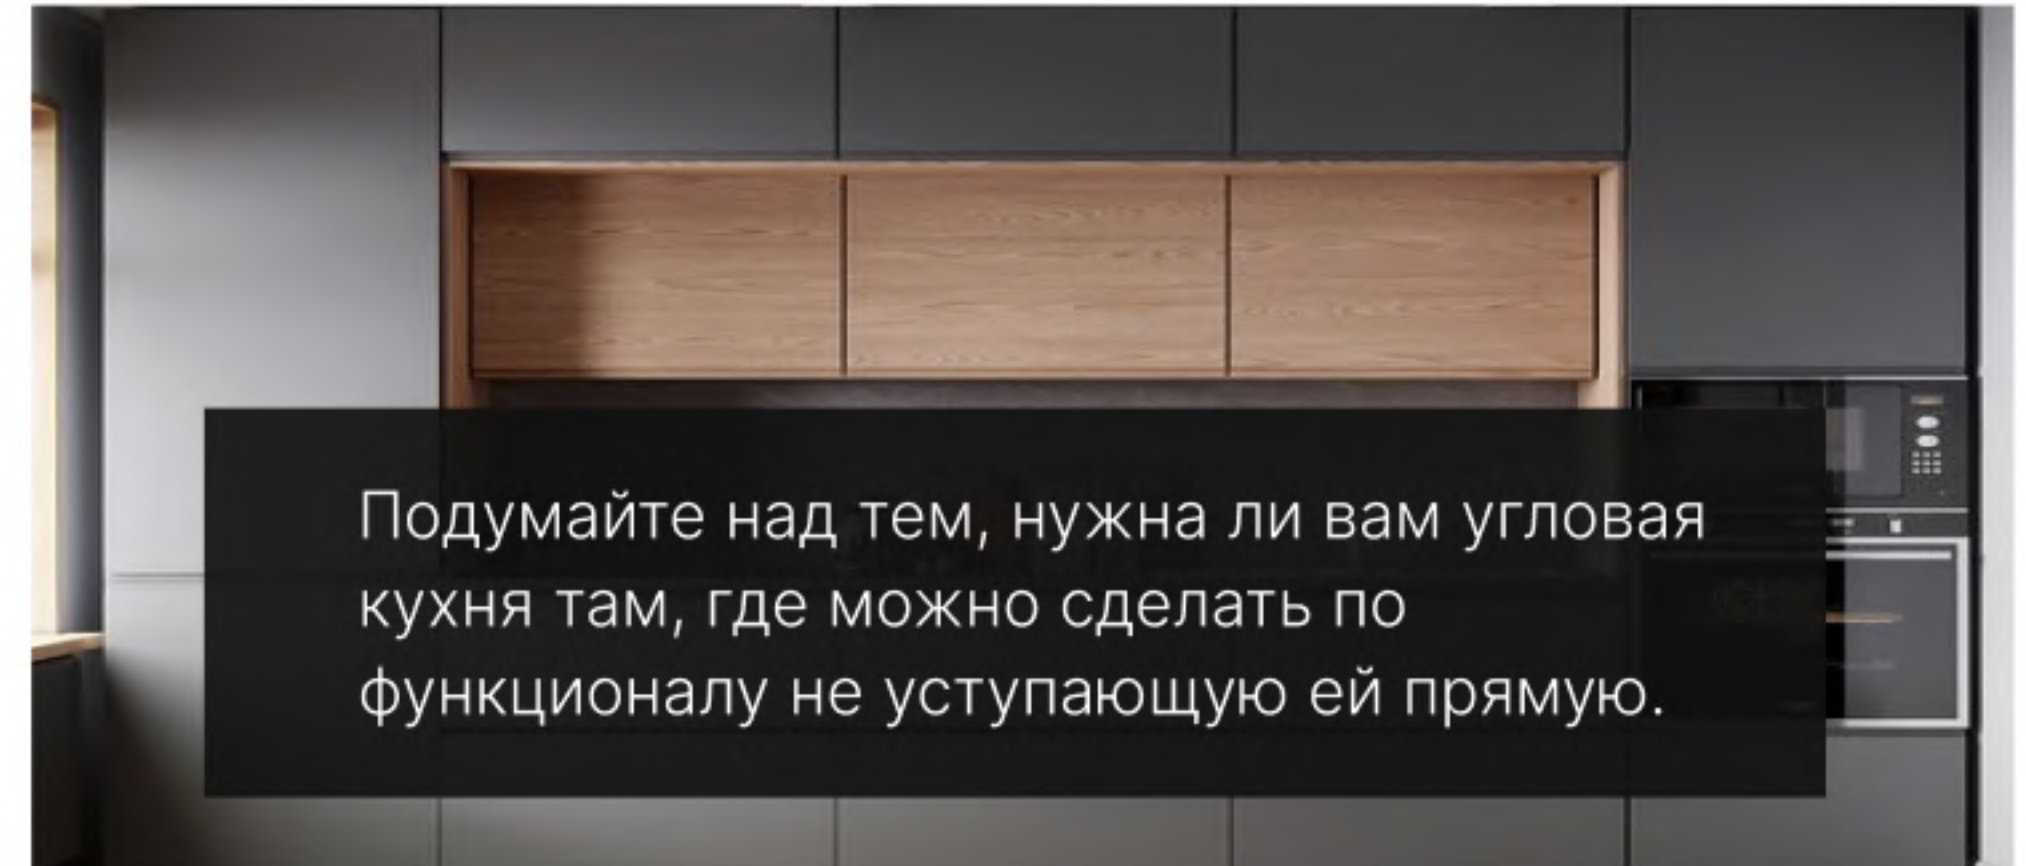 Подумайте над тем, нужна ли вам угловая
кухня там, где можно сделать по
функционалу не уступающую ей прямую.